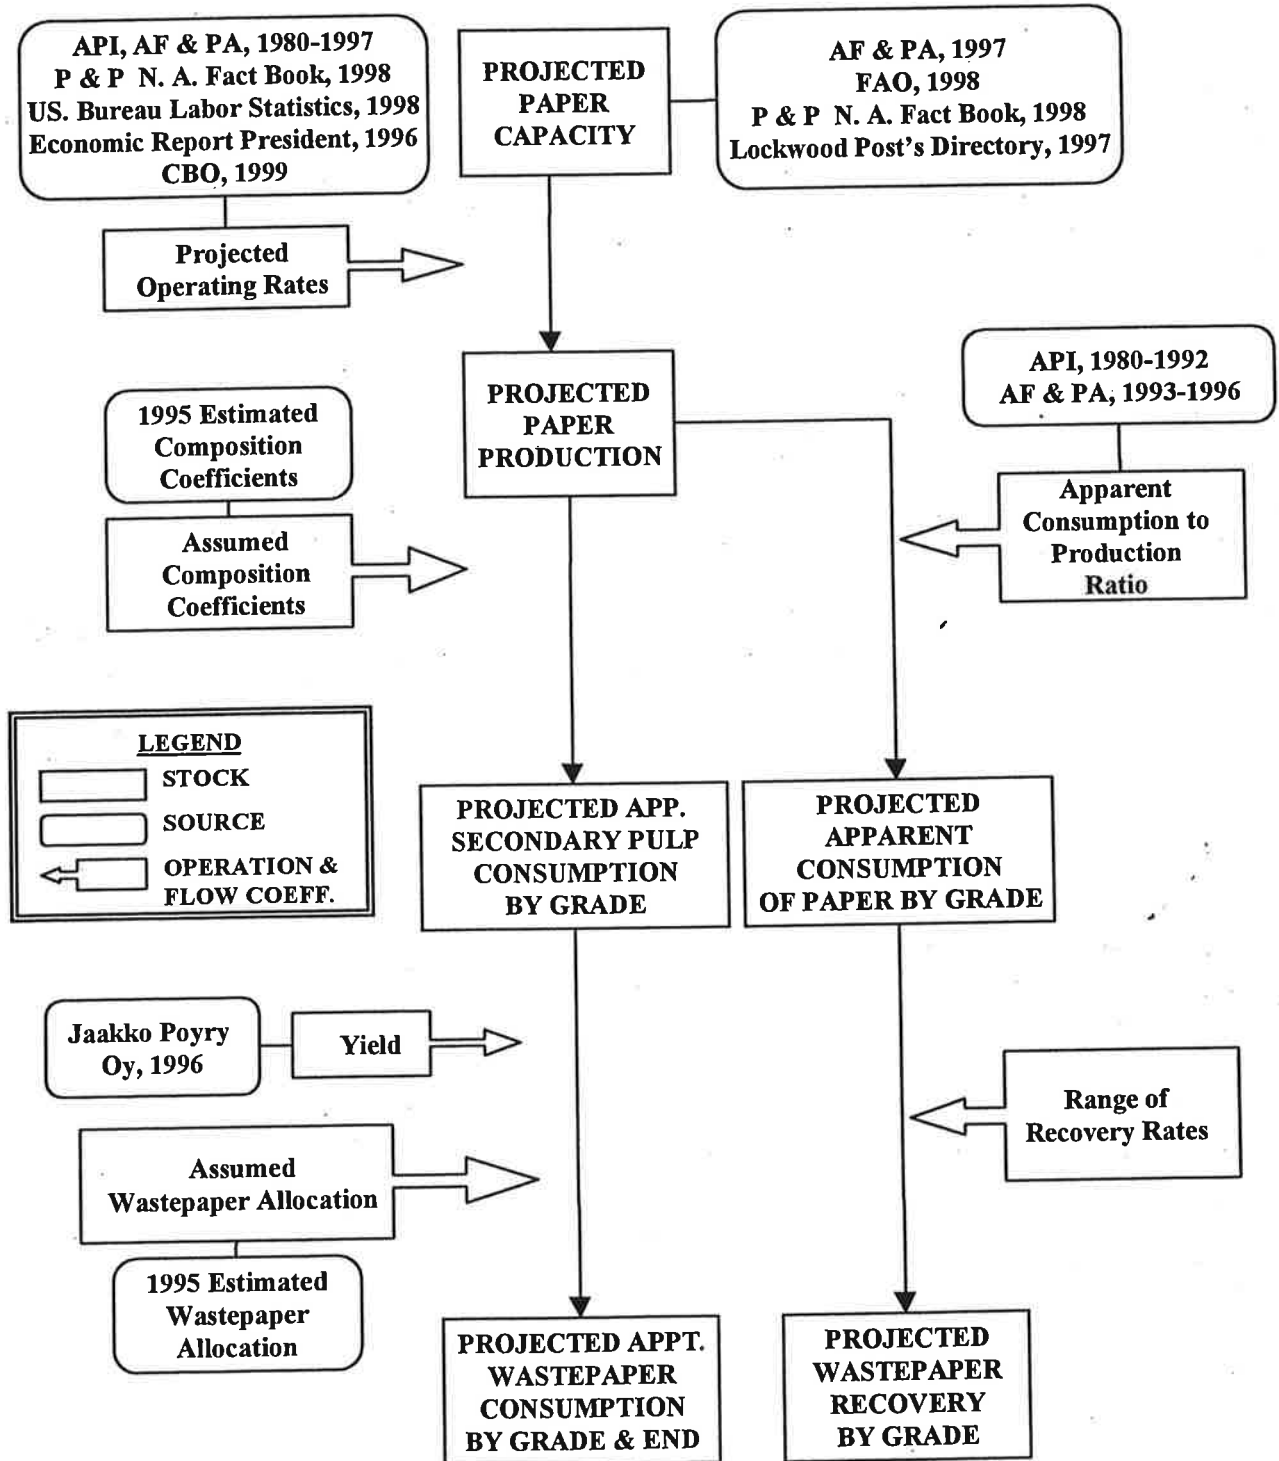 API, AF & PA, 1980-1997
P & P N. A. Fact Book, 1998
US. Bureau Labor Statistics, 1998
Economic Report President, 1996
CBO, 1999
PROJECTED
PAPER
CAPACITY
AF & PA, 1997
FAO, 1998
P & P N. A. Fact Book, 1998
Lockwood Post's Directory, 1997
Projected
Operating Rates
PROJECTED
PAPER
PRODUCTION
API, 1980-1992
AF & PA, 1993-1996
1995 Estimated
Composition
Coefficients
Assumed
Composition
Coefficients
Apparent
Consumption to
Production
Ratio
LEGEND
STOCK
SOURCE
OPERATION &
FLOW COEFF.
PROJECTED APP.
SECONDARY PULP
CONSUMPTION
BY GRADE
PROJECTED
APPARENT
CONSUMPTION
OF PAPER BY GRADE
Jaakko Poyry
Oy, 1996
Yield
Range of
Recovery Rates
Assumed
Wastepaper Allocation
1995 Estimated
Wastepaper
Allocation
PROJECTED APPT.
WASTEPAPER
CONSUMPTION
BY GRADE & END
PROJECTED
WASTEPAPER
RECOVERY
BY GRADE